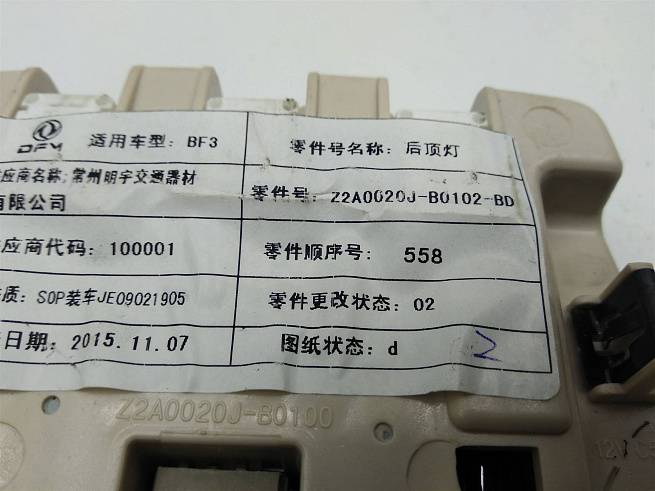 DFM 适用车型: BF3 零件号名称: 后顶灯
应商名称:常州明宇交通器材
有限公司 零件号: Z2A0020J-B0102-BD
应商代码: 100001 零件顺序号: 558
质: SOP装车JE09021905 零件更改状态: 02
日期: 2015.11.07 图纸状态: d 2
Z2A0020J-B0100
12V